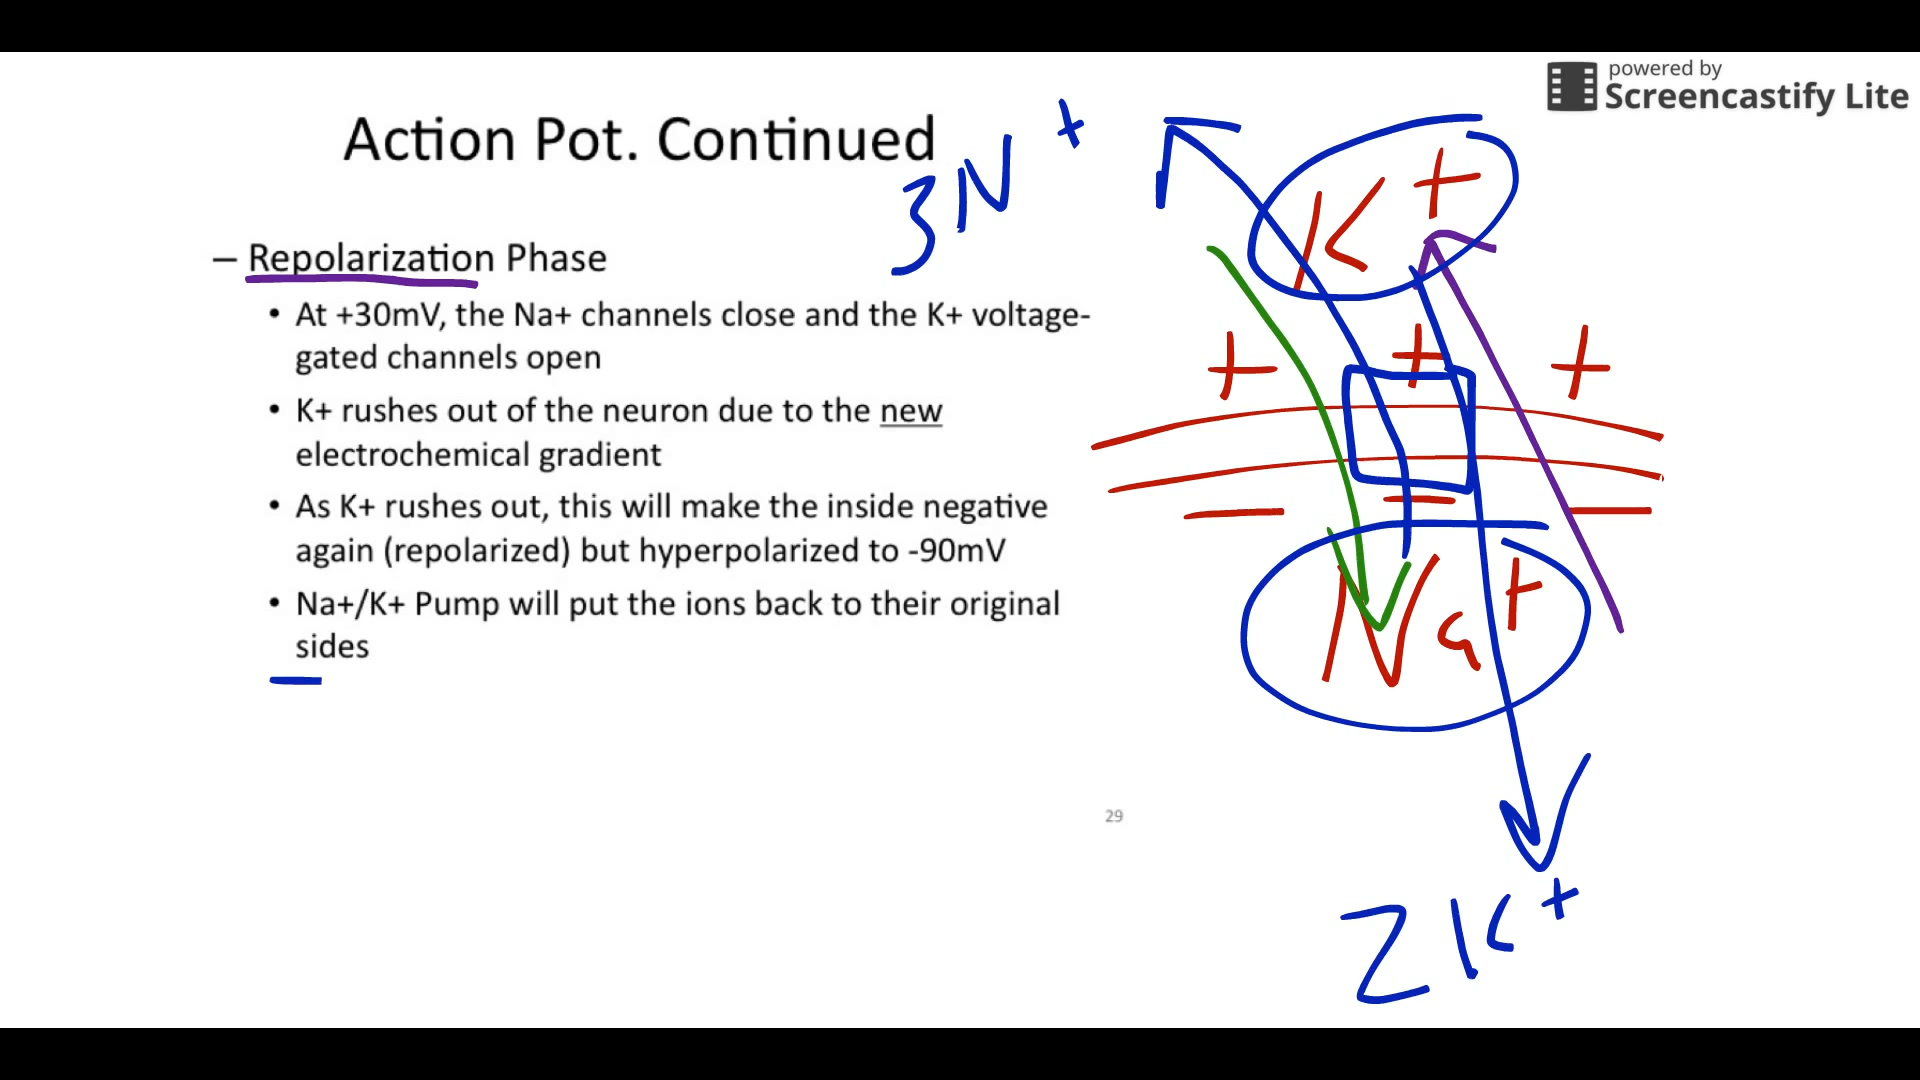 powered by
Screencastify Lite
Action Pot. Continued
3N+
K+
– Repolarization Phase
• At +30mV, the Na+ channels close and the K+ voltage-
gated channels open
+ + +
• K+ rushes out of the neuron due to the new
electrochemical gradient
• As K+ rushes out, this will make the inside negative
again (repolarized) but hyperpolarized to -90mV
− − −
• Na+/K+ Pump will put the ions back to their original
sides
Na+
29
2K+